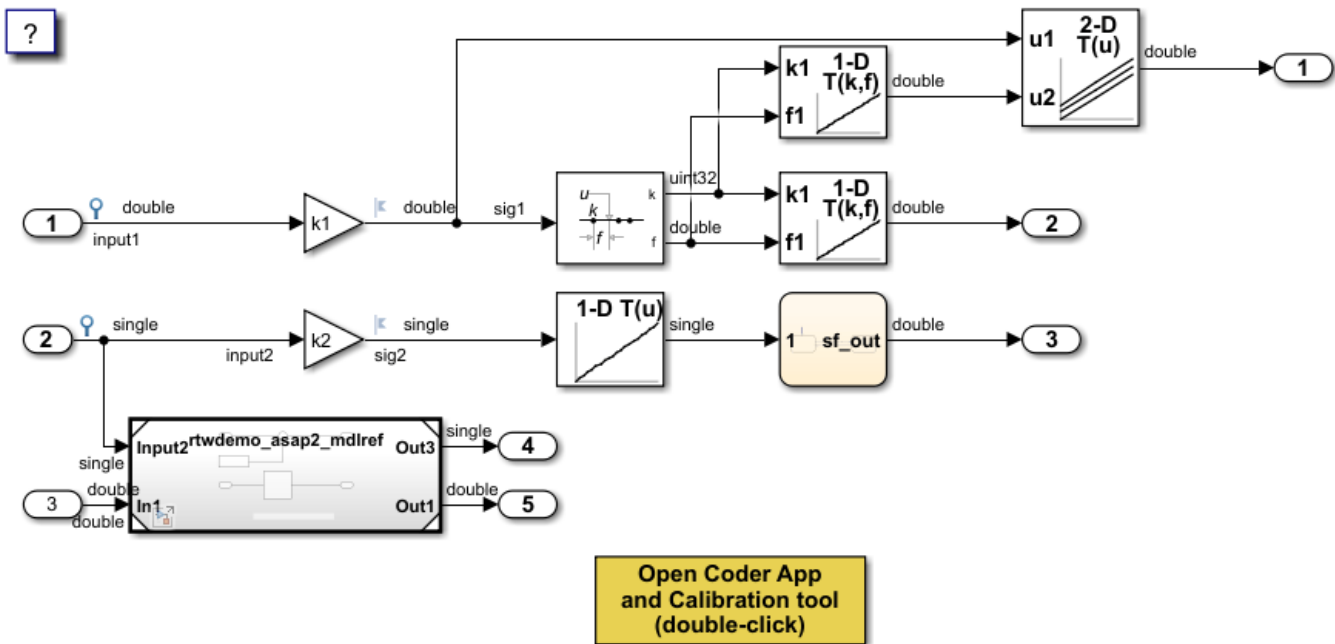 ?
2-D
T(u)
u1
u2
double
1
1-D
T(k,f)
k1
f1
double
1
double
input1
k1
double
sig1
u
k
f
k
f
uint32
double
1-D
T(k,f)
k1
f1
double
2
2
single
input2
k2
single
sig2
1-D T(u)
single
1 sf_out
double
3
Input2 rtwdemo_asap2_mdlref Out3
single
single
4
3
double
double
In1
Out1
double
5
Open Coder App
and Calibration tool
(double-click)